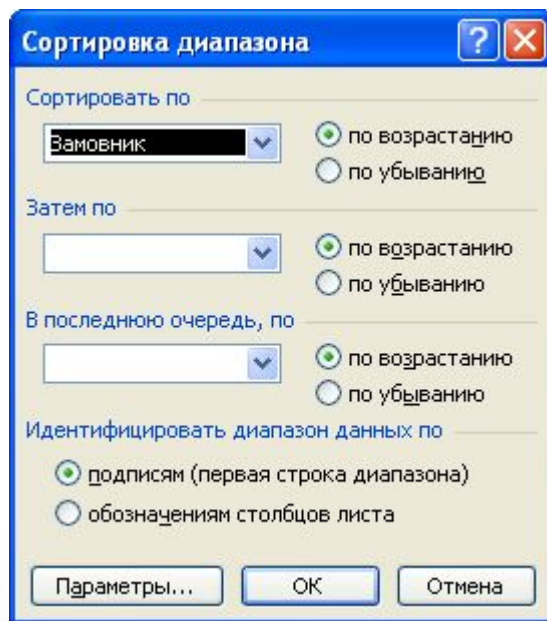 Сортировка диапазона
Сортировать по
Замовник
по возрастанию
по убыванию
Затем по
по возрастанию
по убыванию
В последнюю очередь, по
по возрастанию
по убыванию
Идентифицировать диапазон данных по
подписям (первая строка диапазона)
обозначениям столбцов листа
Параметры... ОК Отмена